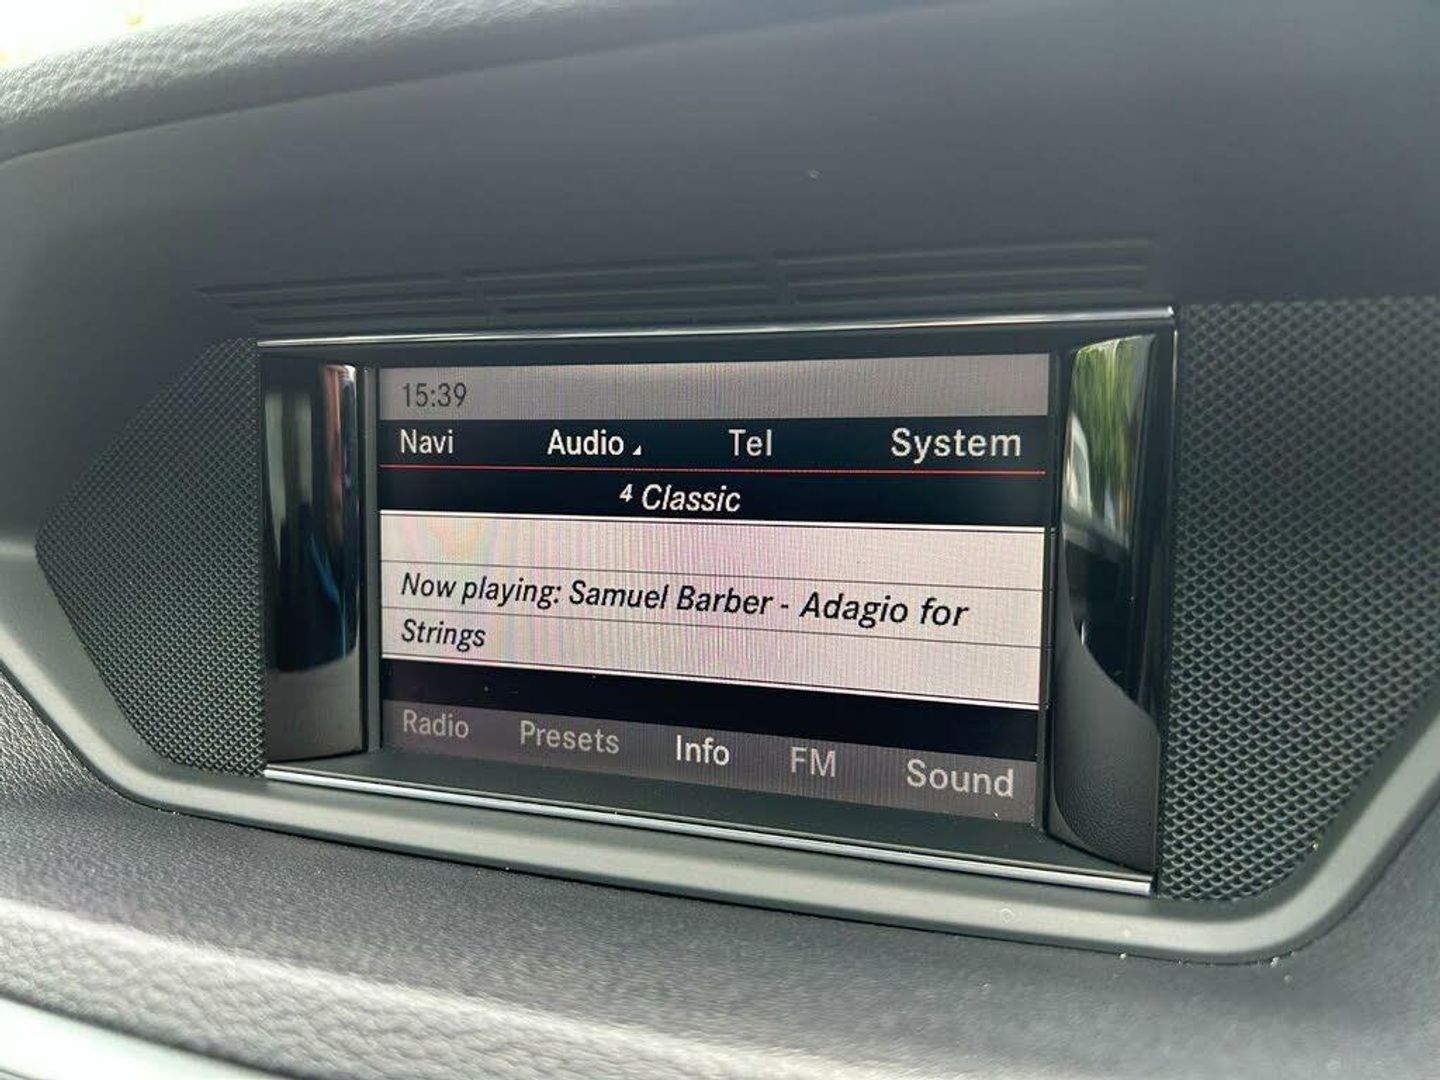 15:39
Navi Audio Tel System
4 Classic
Now playing: Samuel Barber - Adagio for
Strings
Radio Presets Info FM Sound